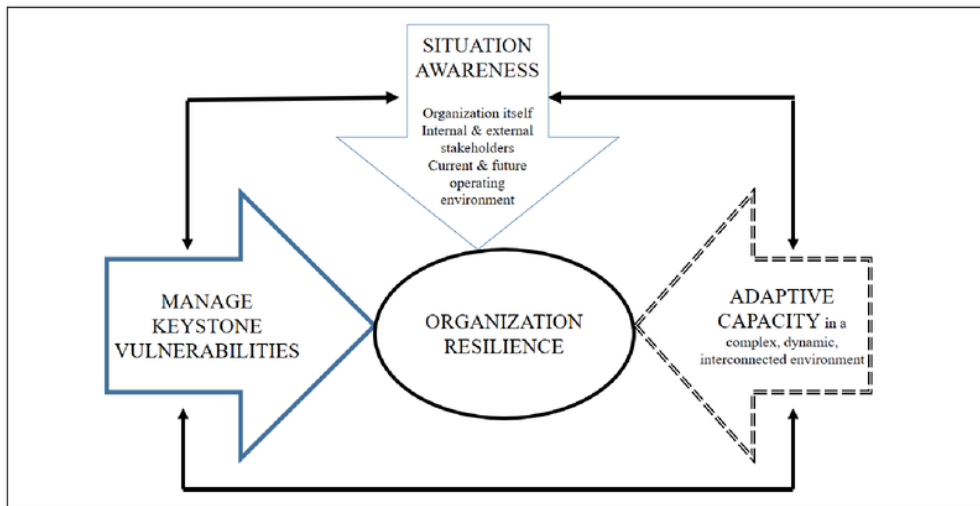 SITUATION
AWARENESS
Organization itself
Internal & external
stakeholders
Current & future
operating
environment
MANAGE
KEYSTONE
VULNERABILITIES
ORGANIZATION
RESILIENCE
ADAPTIVE
CAPACITY in a
complex, dynamic,
interconnected environment